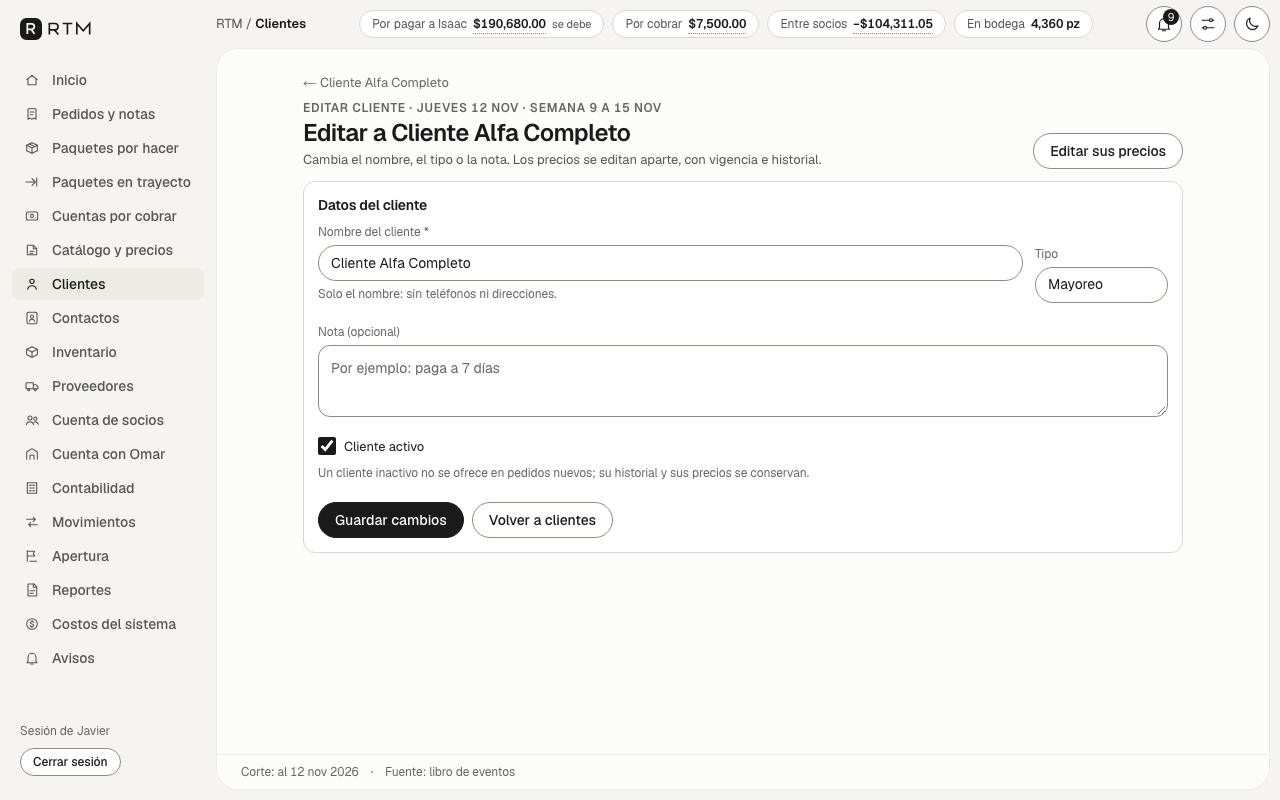 R RTM
RTM / Clientes
Por pagar a Isaac $190,680.00 se debe
Por cobrar $7,500.00
Entre socios −$104,311.05
En bodega 4,360 pz
9
Inicio
Pedidos y notas
Paquetes por hacer
Paquetes en trayecto
Cuentas por cobrar
Catálogo y precios
Clientes
Contactos
Inventario
Proveedores
Cuenta de socios
Cuenta con Omar
Contabilidad
Movimientos
Apertura
Reportes
Costos del sistema
Avisos
Sesión de Javier
Cerrar sesión
← Cliente Alfa Completo
EDITAR CLIENTE · JUEVES 12 NOV · SEMANA 9 A 15 NOV
Editar a Cliente Alfa Completo
Cambia el nombre, el tipo o la nota. Los precios se editan aparte, con vigencia e historial.
Editar sus precios
Datos del cliente
Nombre del cliente *
Cliente Alfa Completo
Solo el nombre: sin teléfonos ni direcciones.
Tipo
Mayoreo
Nota (opcional)
Por ejemplo: paga a 7 días
Cliente activo
Un cliente inactivo no se ofrece en pedidos nuevos; su historial y sus precios se conservan.
Guardar cambios
Volver a clientes
Corte: al 12 nov 2026 · Fuente: libro de eventos